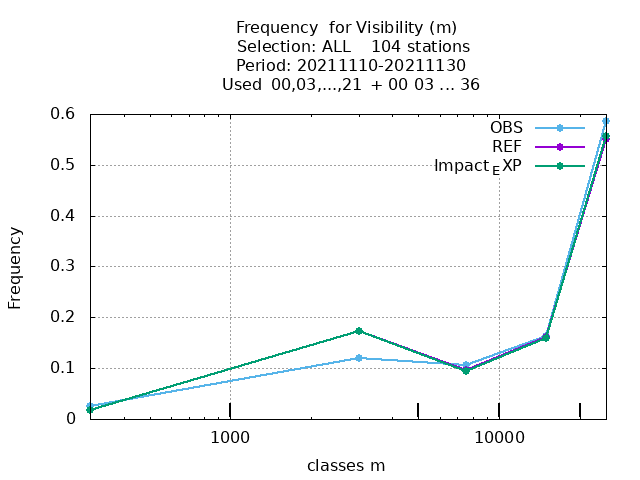 Frequency  for Visibility (m)
Selection: ALL    104 stations
Period: 20211110-20211130
Used  00,03,...,21  + 00 03 ... 36
0.6
0.5
0.4
0.3
0.2
0.1
0
Frequency
OBS
REF
Impact_EXP
1000
10000
classes m